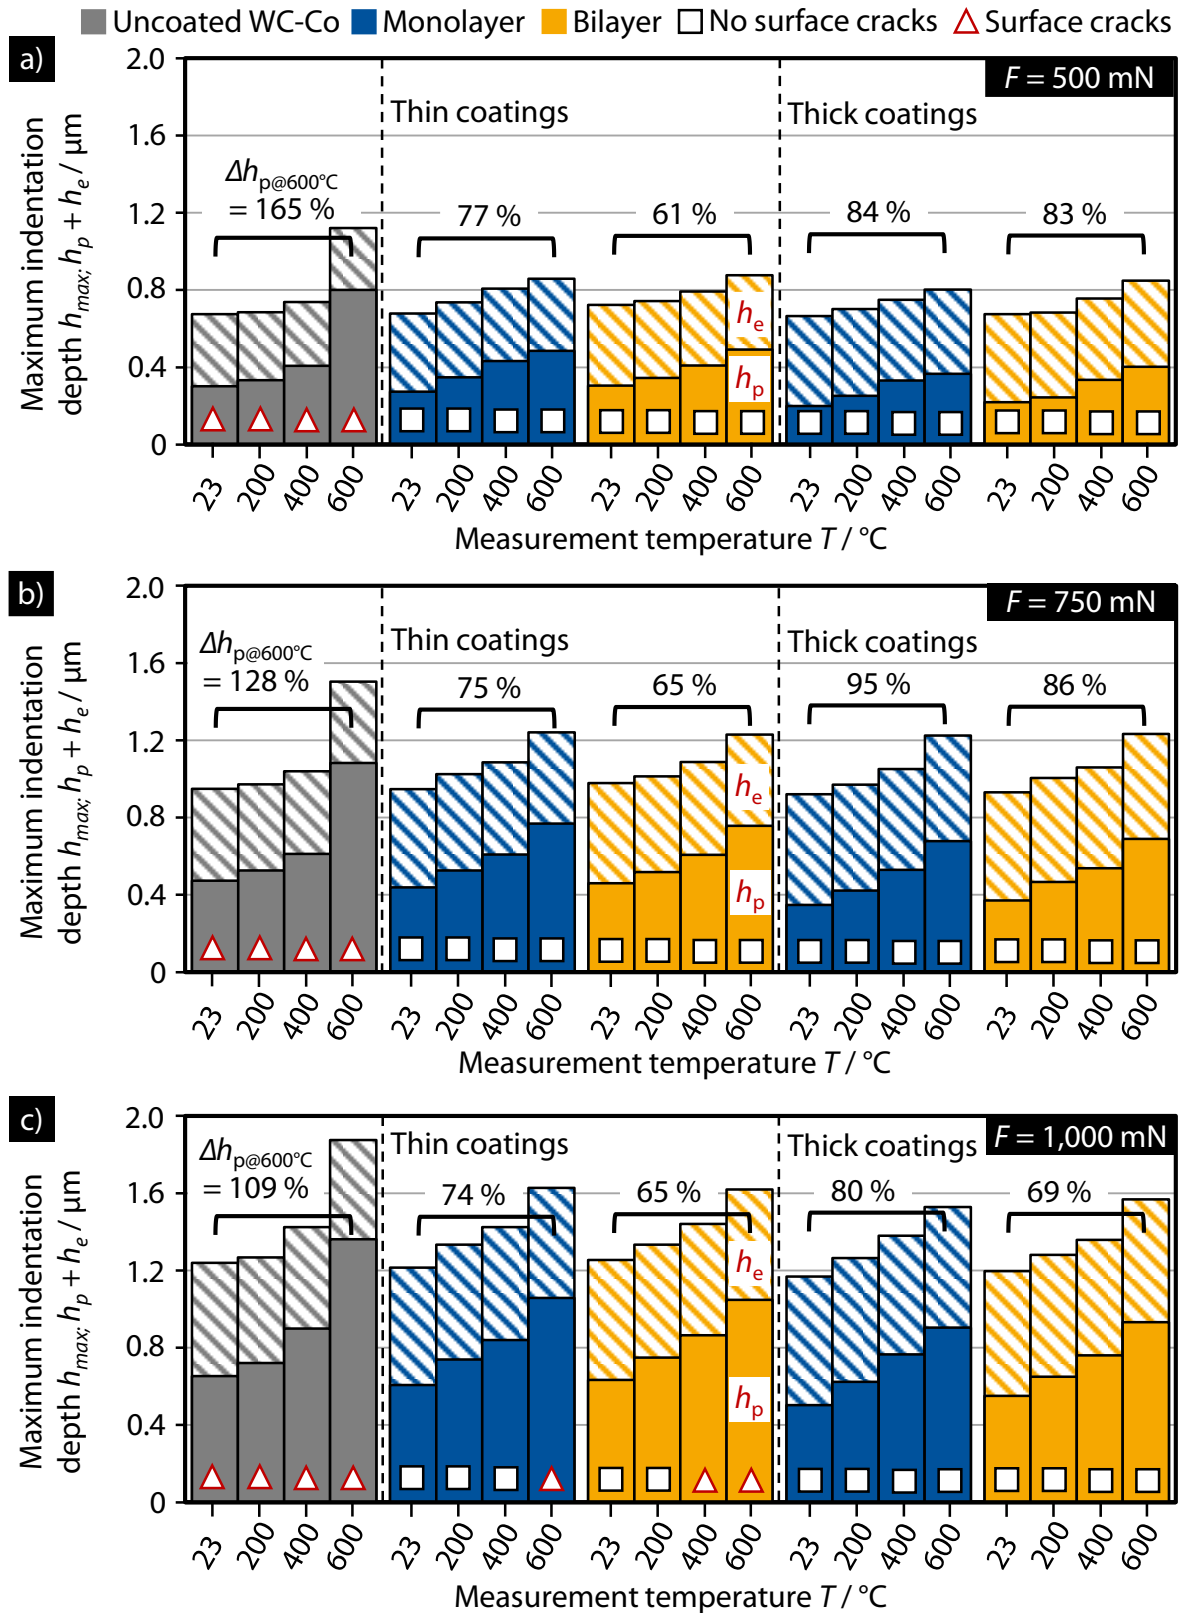 Uncoated WC-Co Monolayer Bilayer No surface cracks Surface cracks
a)
F = 500 mN
Maximum indentation
depth hmax; hp + he / µm
2.0
1.6
1.2
0.8
0.4
0
Thin coatings
Thick coatings
Δhp@600°C
= 165 %
77 %
61 %
84 %
83 %
he
hp
23 200 400 600 23 200 400 600 23 200 400 600 23 200 400 600 23 200 400 600
Measurement temperature T / °C
b)
F = 750 mN
Maximum indentation
depth hmax; hp + he / µm
2.0
1.6
1.2
0.8
0.4
0
Thin coatings
Thick coatings
Δhp@600°C
= 128 %
75 %
65 %
95 %
86 %
he
hp
23 200 400 600 23 200 400 600 23 200 400 600 23 200 400 600 23 200 400 600
Measurement temperature T / °C
c)
F = 1,000 mN
Maximum indentation
depth hmax; hp + he / µm
2.0
1.6
1.2
0.8
0.4
0
Thin coatings
Thick coatings
Δhp@600°C
= 109 %
74 %
65 %
80 %
69 %
he
hp
23 200 400 600 23 200 400 600 23 200 400 600 23 200 400 600 23 200 400 600
Measurement temperature T / °C